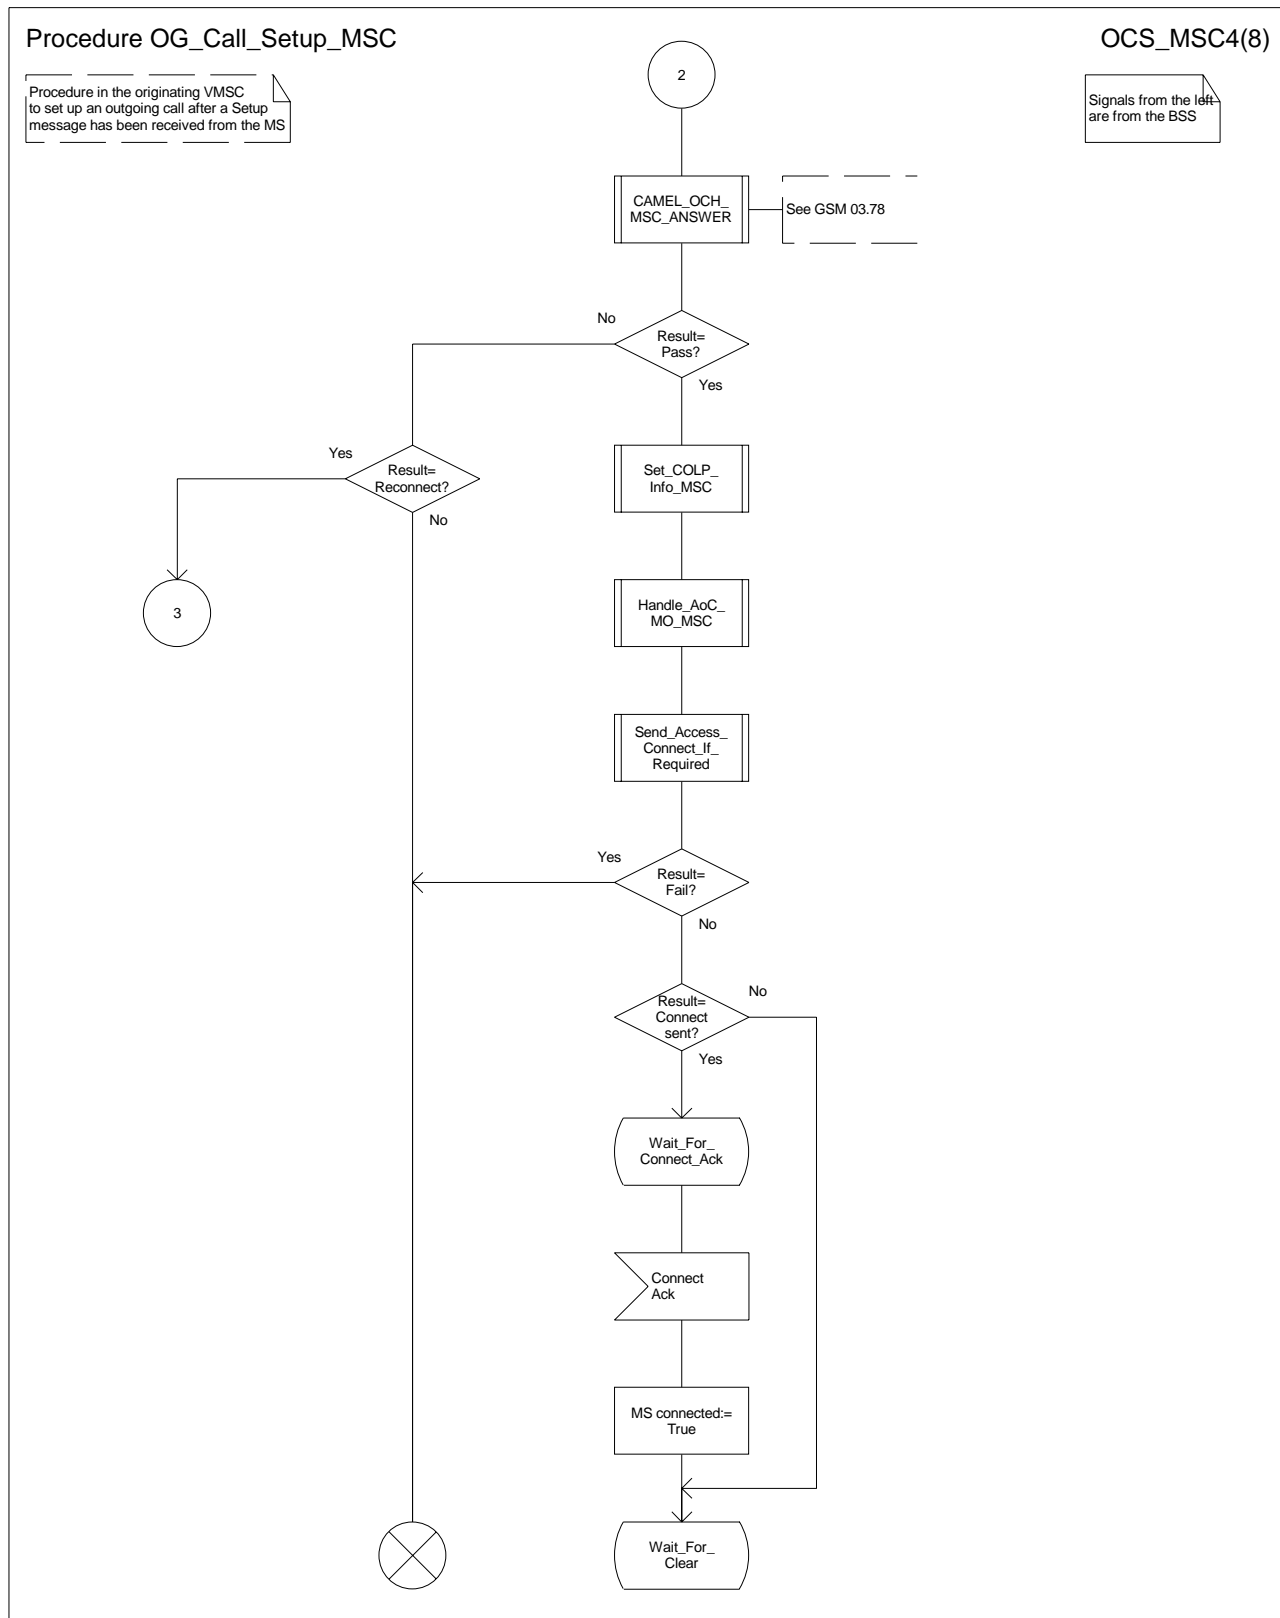 Procedure OG_Call_Setup_MSC
OCS_MSC4(8)
Procedure in the originating VMSC
to set up an outgoing call after a Setup
message has been received from the MS
2
Signals from the left
are from the BSS
CAMEL_OCH_
MSC_ANSWER
See GSM 03.78
No
Result=
Pass?
Yes
Yes
Result=
Reconnect?
No
Set_COLP_
Info_MSC
3
Handle_AoC_
MO_MSC
Send_Access_
Connect_If_
Required
Yes
Result=
Fail?
No
Result=
Connect
sent?
No
Yes
Wait_For_
Connect_Ack
Connect
Ack
MS connected:=
True
Wait_For_
Clear